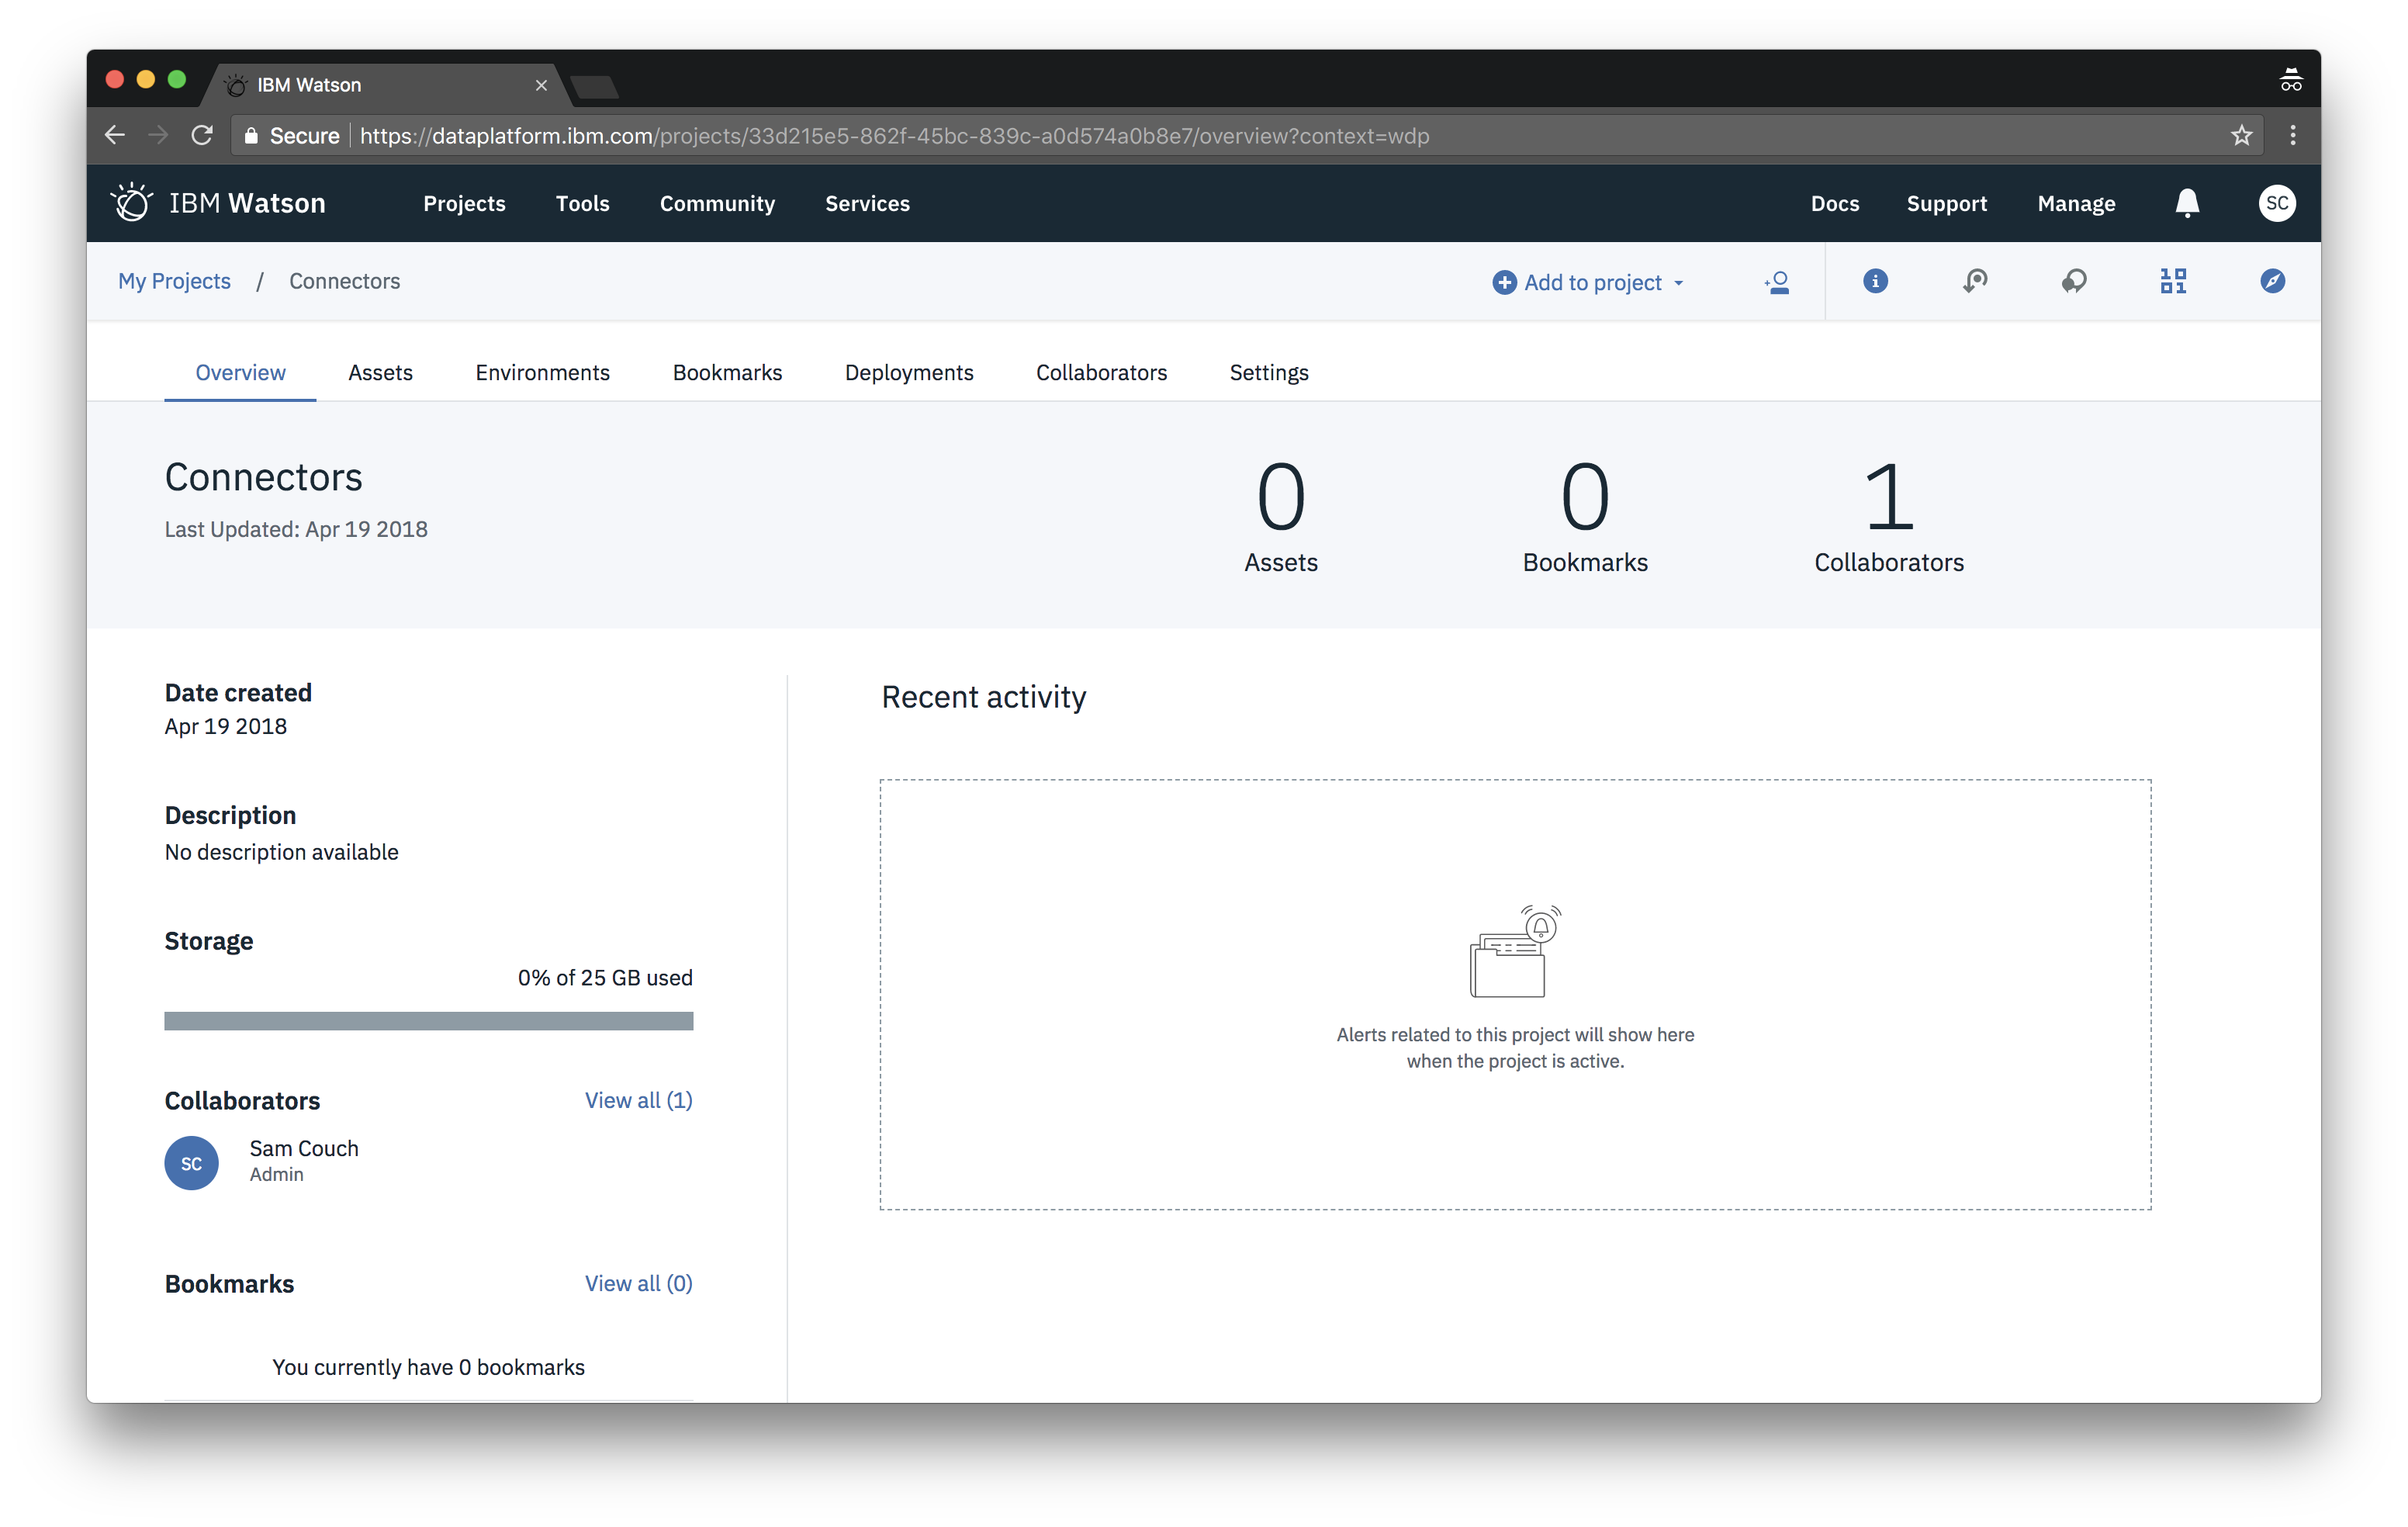 IBM Watson
Secure https://dataplatform.ibm.com/projects/33d215e5-862f-45bc-839c-a0d574a0b8e7/overview?context=wdp
IBM Watson Projects Tools Community Services Docs Support Manage SC
My Projects / Connectors Add to project
Overview Assets Environments Bookmarks Deployments Collaborators Settings
Connectors
Last Updated: Apr 19 2018
0 0 1
Assets Bookmarks Collaborators
Date created
Apr 19 2018
Description
No description available
Storage
0% of 25 GB used
Collaborators View all (1)
SC
Sam Couch
Admin
Bookmarks View all (0)
You currently have 0 bookmarks
Recent activity
Alerts related to this project will show here
when the project is active.